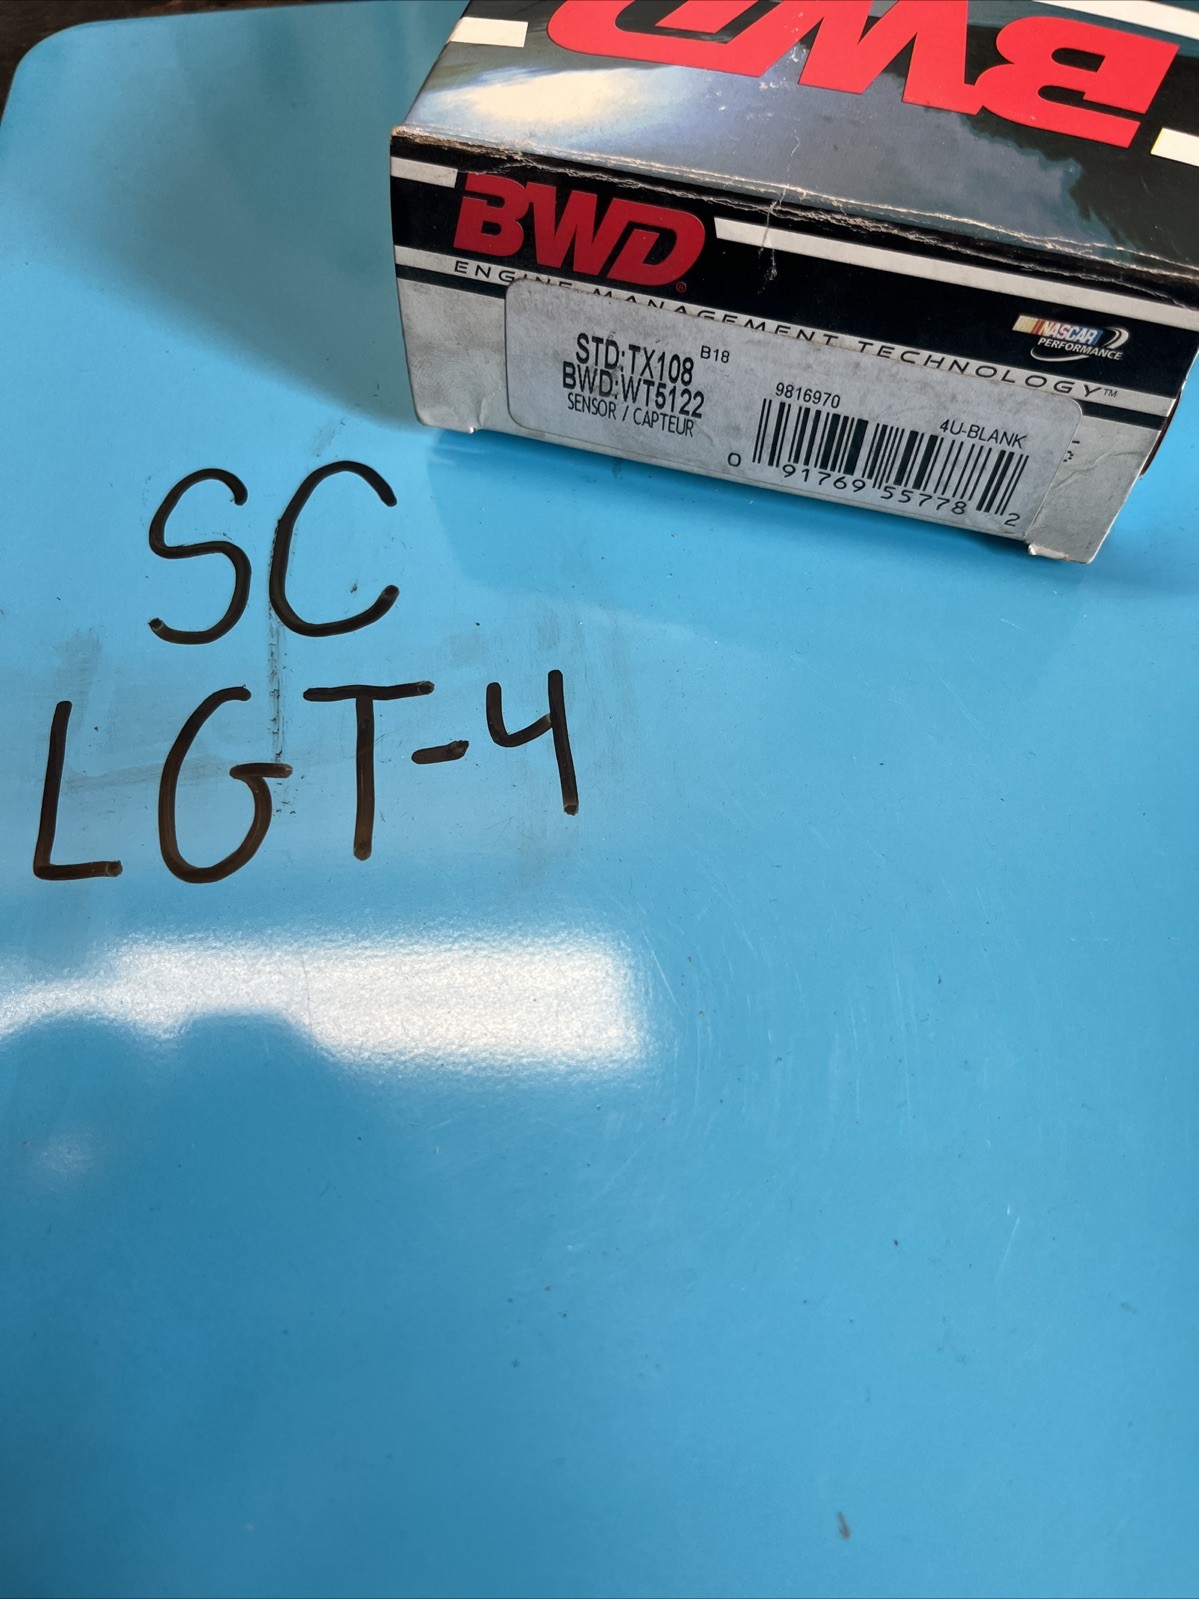 BWD
BWD®
ENGINE MANAGEMENT TECHNOLOGY™
NASCAR
PERFORMANCE
STD:TX108 B18
BWD:WT5122
SENSOR / CAPTEUR
9816970
4U-BLANK
0 91769 55778 2
SC
LGT-4